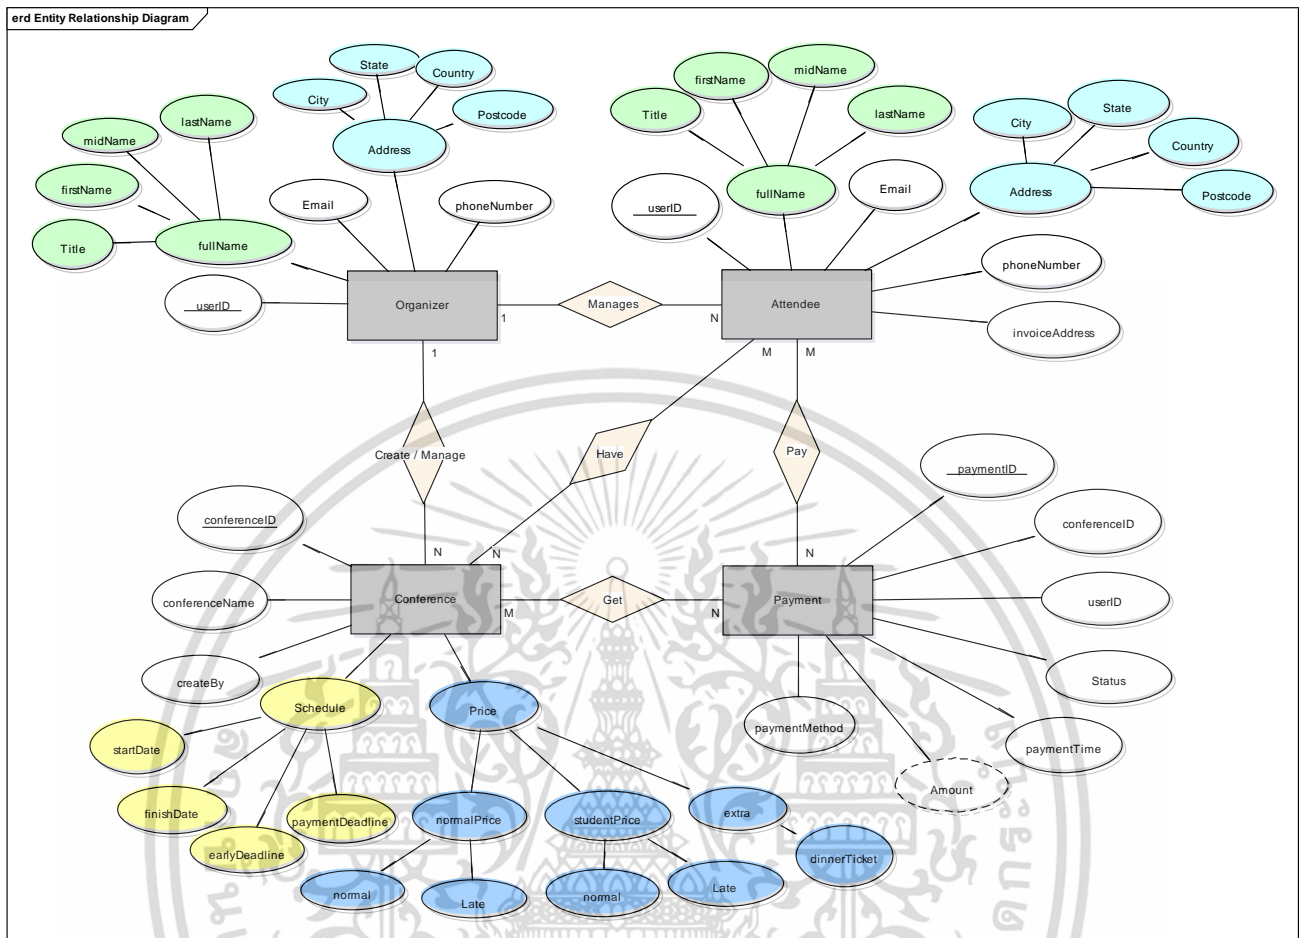 erd Entity Relationship Diagram
State
Country
City
Postcode
Address
lastName
midName
firstName
Title
fullName
Email
phoneNumber
userID
Organizer
1
1
Manages
N
firstName
midName
Title
lastName
fullName
userID
Email
City
State
Country
Postcode
Address
phoneNumber
invoiceAddress
Attendee
M
M
Create / Manage
Have
Pay
N
N
N
conferenceID
conferenceName
createBy
Conference
M
Get
N
Payment
paymentID
conferenceID
userID
Status
paymentTime
Amount
paymentMethod
Schedule
startDate
finishDate
earlyDeadline
paymentDeadline
Price
normalPrice
studentPrice
extra
dinnerTicket
normal
Late
normal
Late